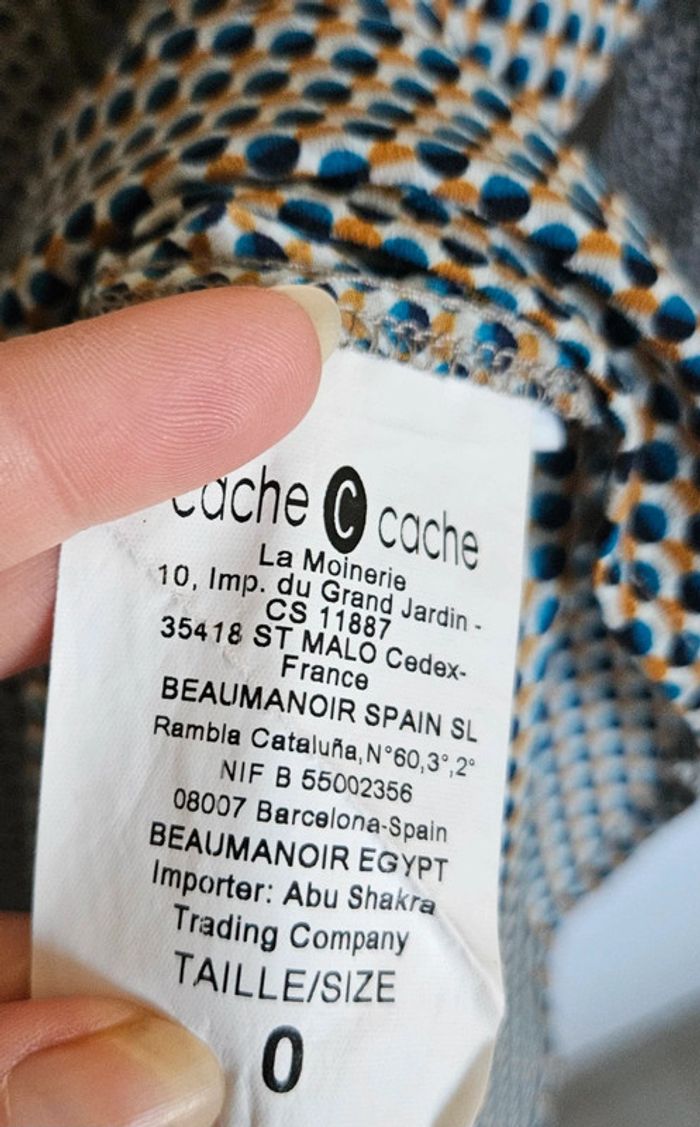 cache C cache
La Moinerie
10, Imp. du Grand Jardin -
CS 11887
35418 ST MALO Cedex-
France
BEAUMANOIR SPAIN SL
Rambla Cataluña,N°60,3°,2°
NIF B 55002356
08007 Barcelona-Spain
BEAUMANOIR EGYPT
Importer: Abu Shakra
Trading Company
TAILLE/SIZE
0